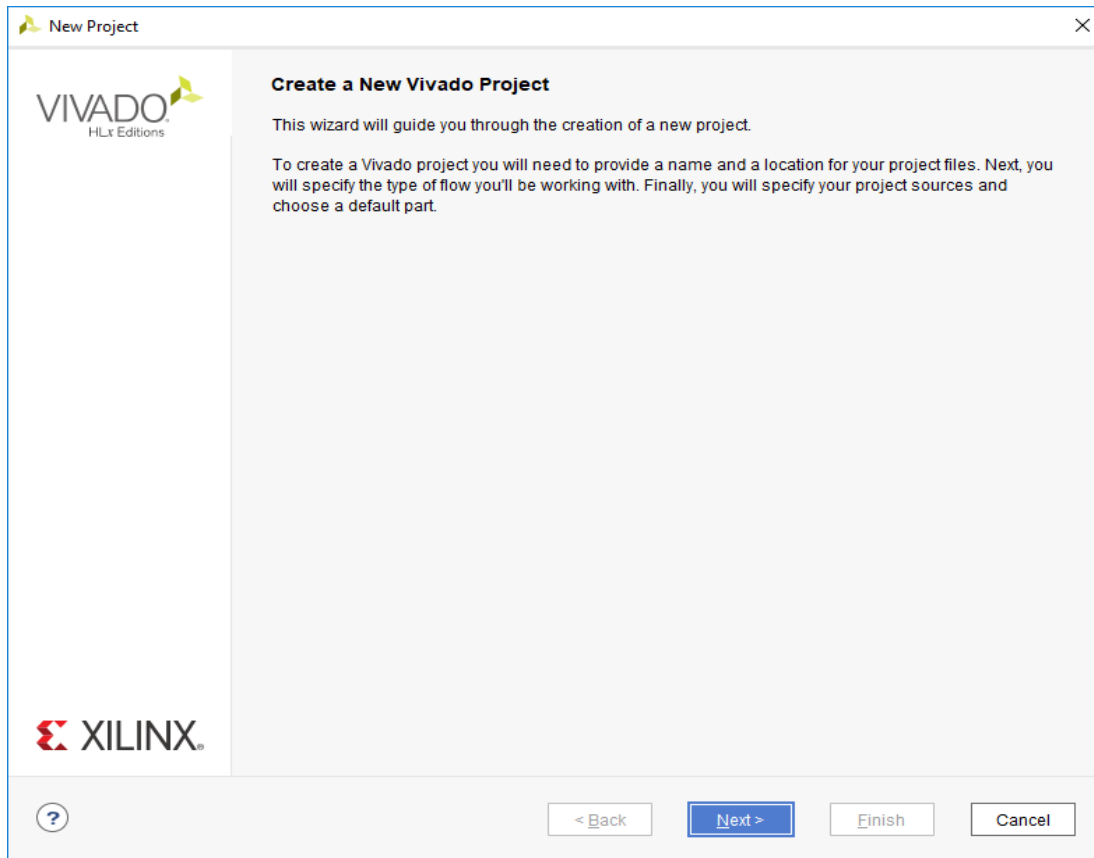 New Project
VIVADO.
HLx Editions
Create a New Vivado Project
This wizard will guide you through the creation of a new project.
To create a Vivado project you will need to provide a name and a location for your project files. Next, you
will specify the type of flow you'll be working with. Finally, you will specify your project sources and
choose a default part.
XILINX®
?
< Back
Next >
Finish
Cancel